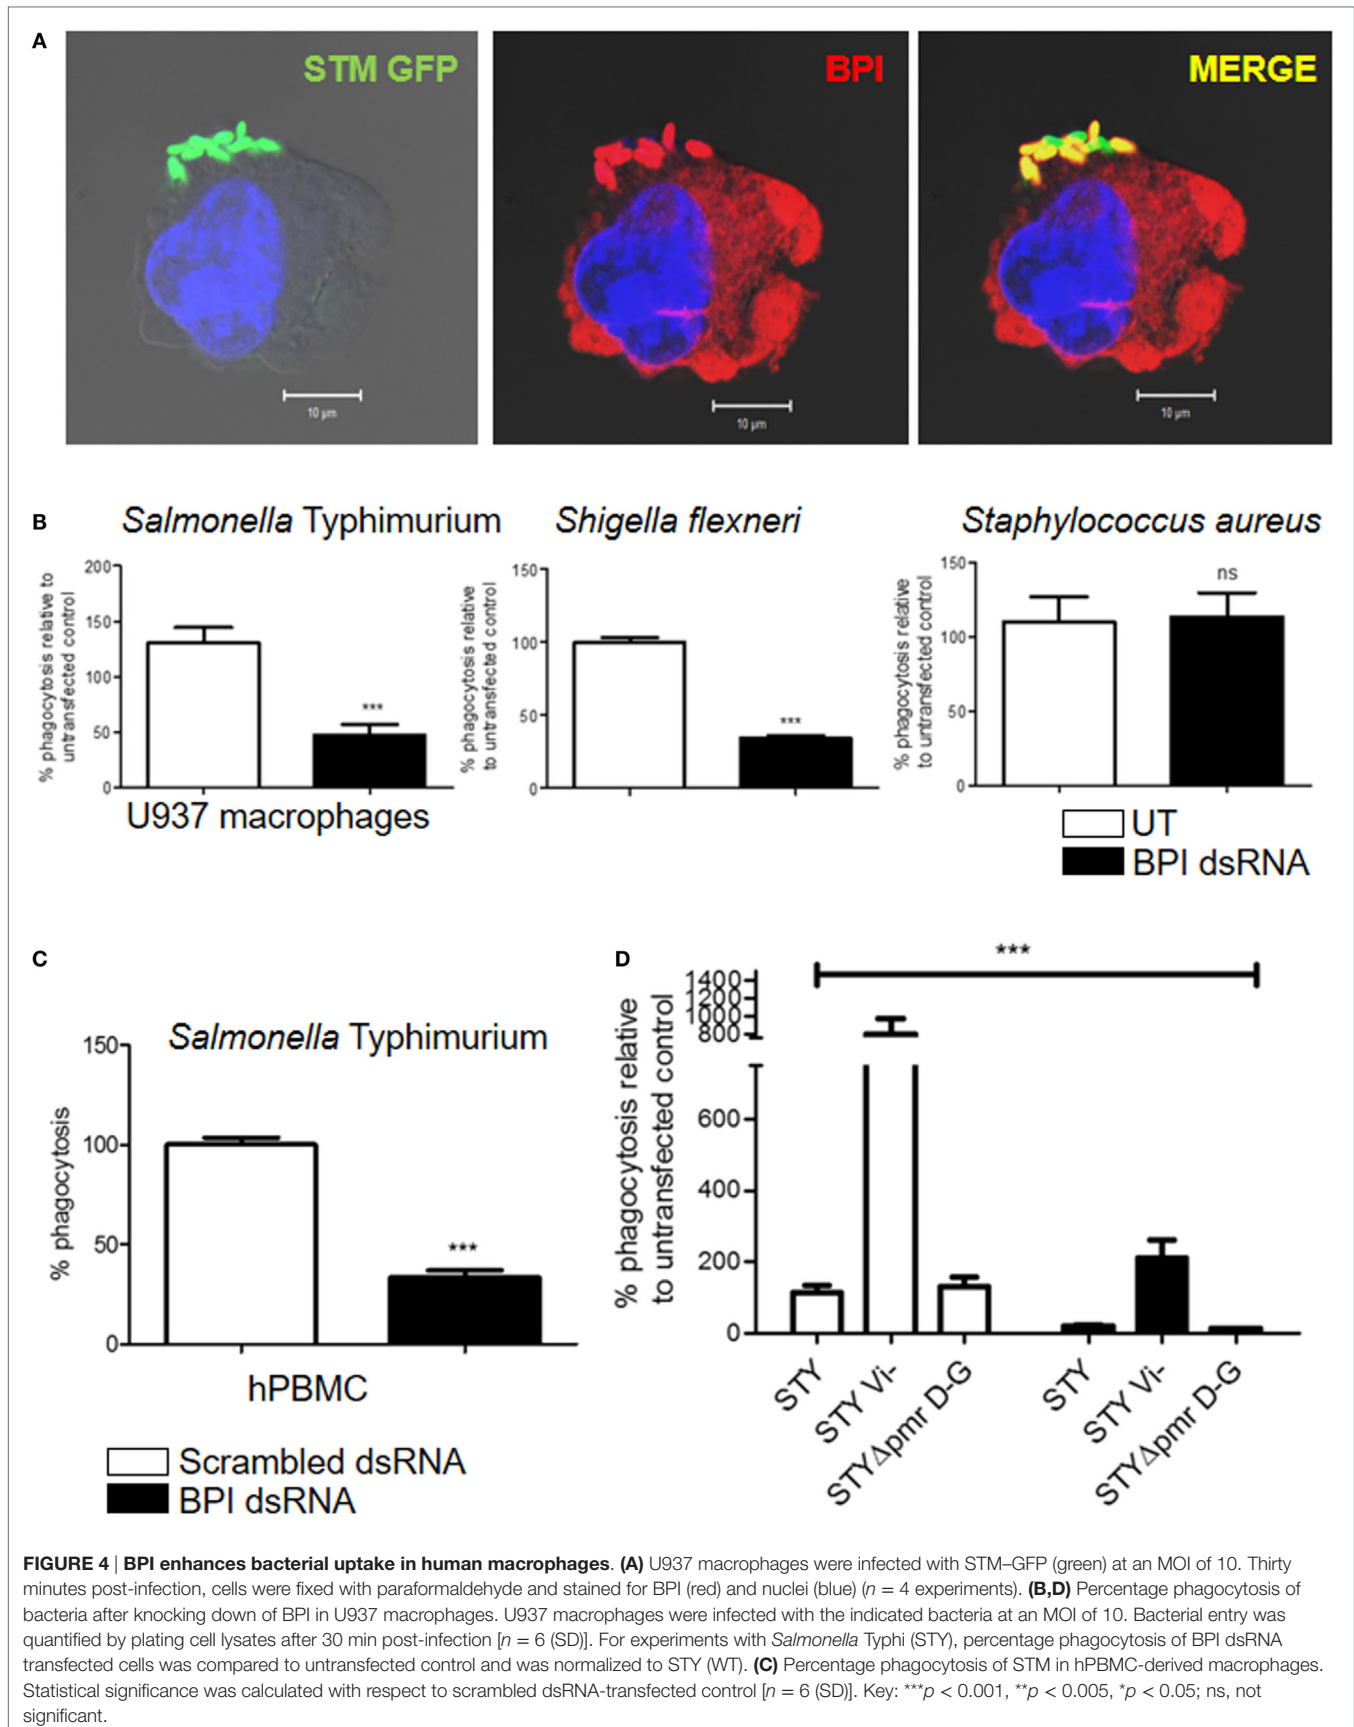 A
STM GFP
BPI
MERGE
10 µm
10 µm
10 µm
B
Salmonella Typhimurium
Shigella flexneri
Staphylococcus aureus
% phagocytosis relative to
untransfected control
200
150
100
50
0
***
U937 macrophages
% phagocytosis relative
to untransfected control
150
100
50
0
***
% phagocytosis relative
to untransfected control
150
100
50
0
ns
UT
BPI dsRNA
C
Salmonella Typhimurium
% phagocytosis
150
100
50
0
***
hPBMC
Scrambled dsRNA
BPI dsRNA
D
***
% phagocytosis relative
to untransfected control
1400
1200
1000
800
600
400
200
0
STY
STY Vi-
STYΔpmr D-G
STY
STY Vi-
STYΔpmr D-G
FIGURE 4 | BPI enhances bacterial uptake in human macrophages. (A) U937 macrophages were infected with STM–GFP (green) at an MOI of 10. Thirty
minutes post-infection, cells were fixed with paraformaldehyde and stained for BPI (red) and nuclei (blue) (n = 4 experiments). (B,D) Percentage phagocytosis of
bacteria after knocking down of BPI in U937 macrophages. U937 macrophages were infected with the indicated bacteria at an MOI of 10. Bacterial entry was
quantified by plating cell lysates after 30 min post-infection [n = 6 (SD)]. For experiments with Salmonella Typhi (STY), percentage phagocytosis of BPI dsRNA
transfected cells was compared to untransfected control and was normalized to STY (WT). (C) Percentage phagocytosis of STM in hPBMC-derived macrophages.
Statistical significance was calculated with respect to scrambled dsRNA-transfected control [n = 6 (SD)]. Key: ***p < 0.001, **p < 0.005, *p < 0.05; ns, not
significant.